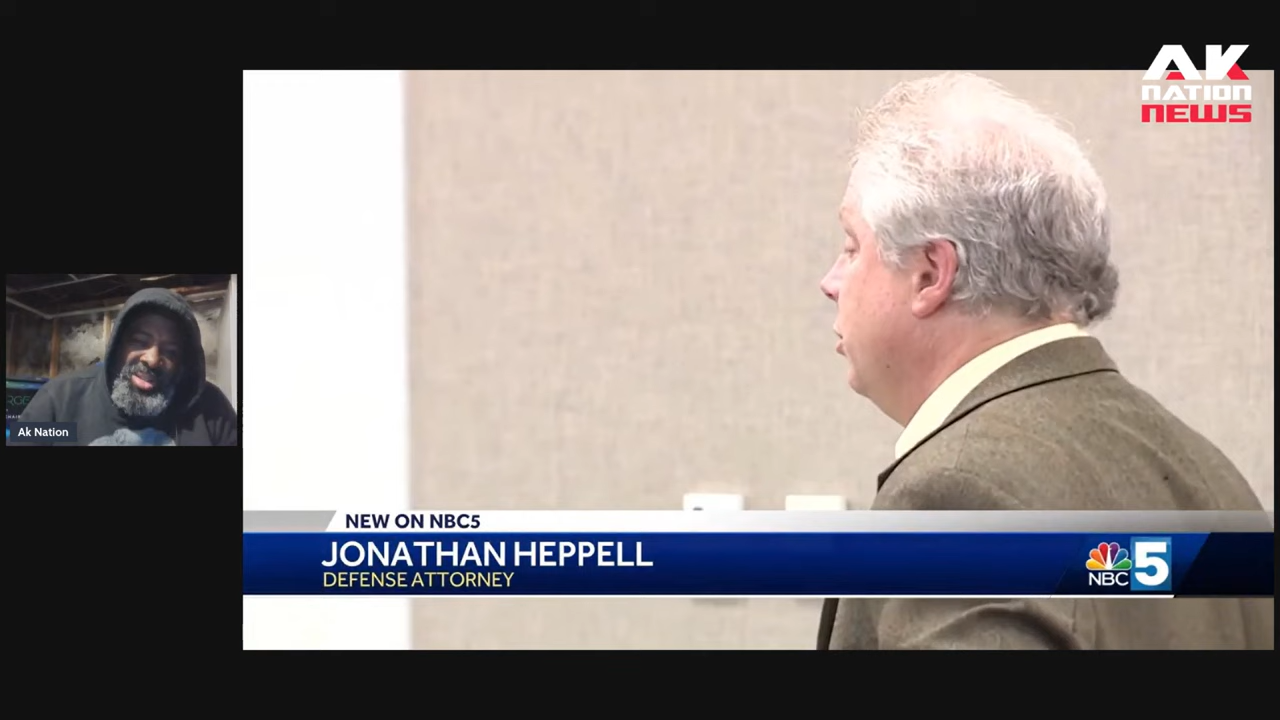 AK
NATION
NEWS
Ak Nation
NEW ON NBC5
JONATHAN HEPPELL
DEFENSE ATTORNEY
NBC 5